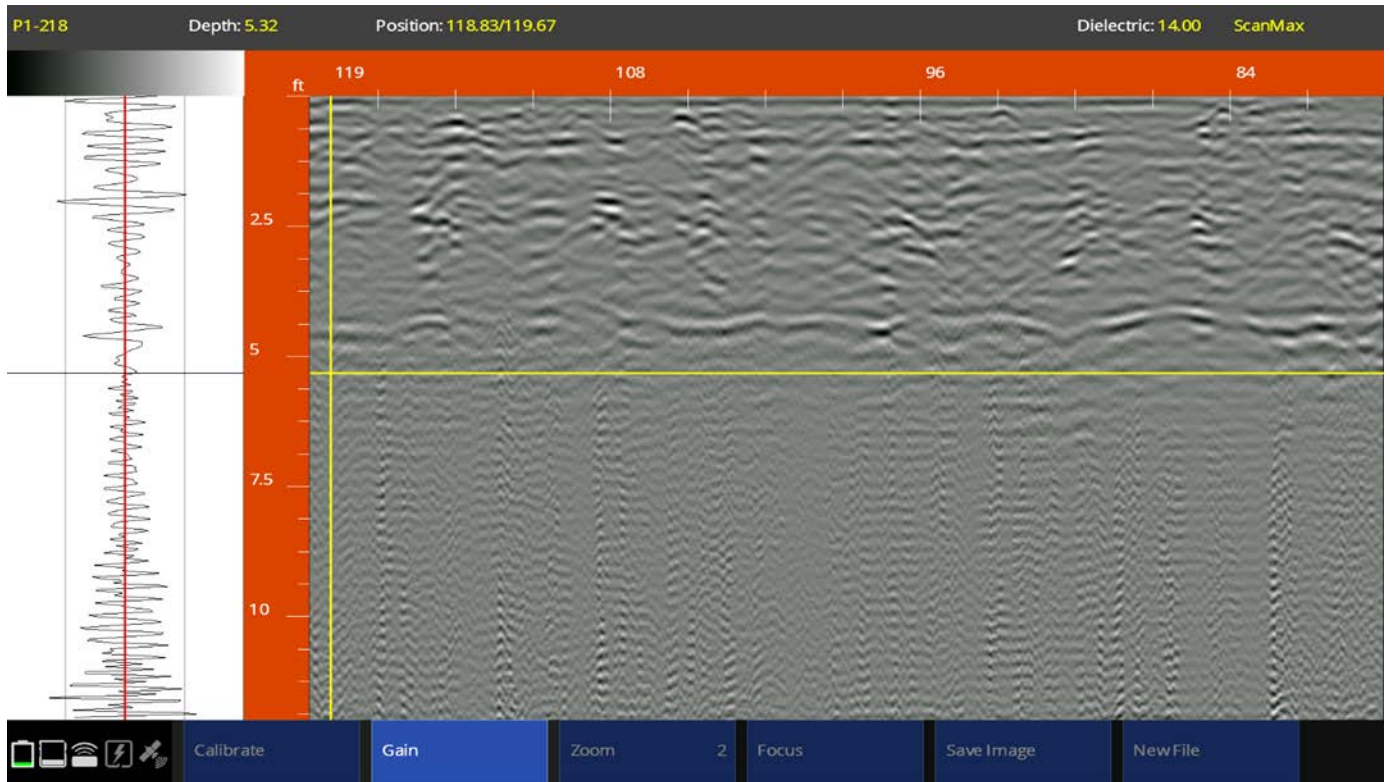 P1-218 Depth: 5.32 Position: 118.83/119.67 Dielectric: 14.00 ScanMax
ft 119 108 96 84
2.5
5
7.5
10
Calibrate Gain Zoom 2 Focus Save Image New File